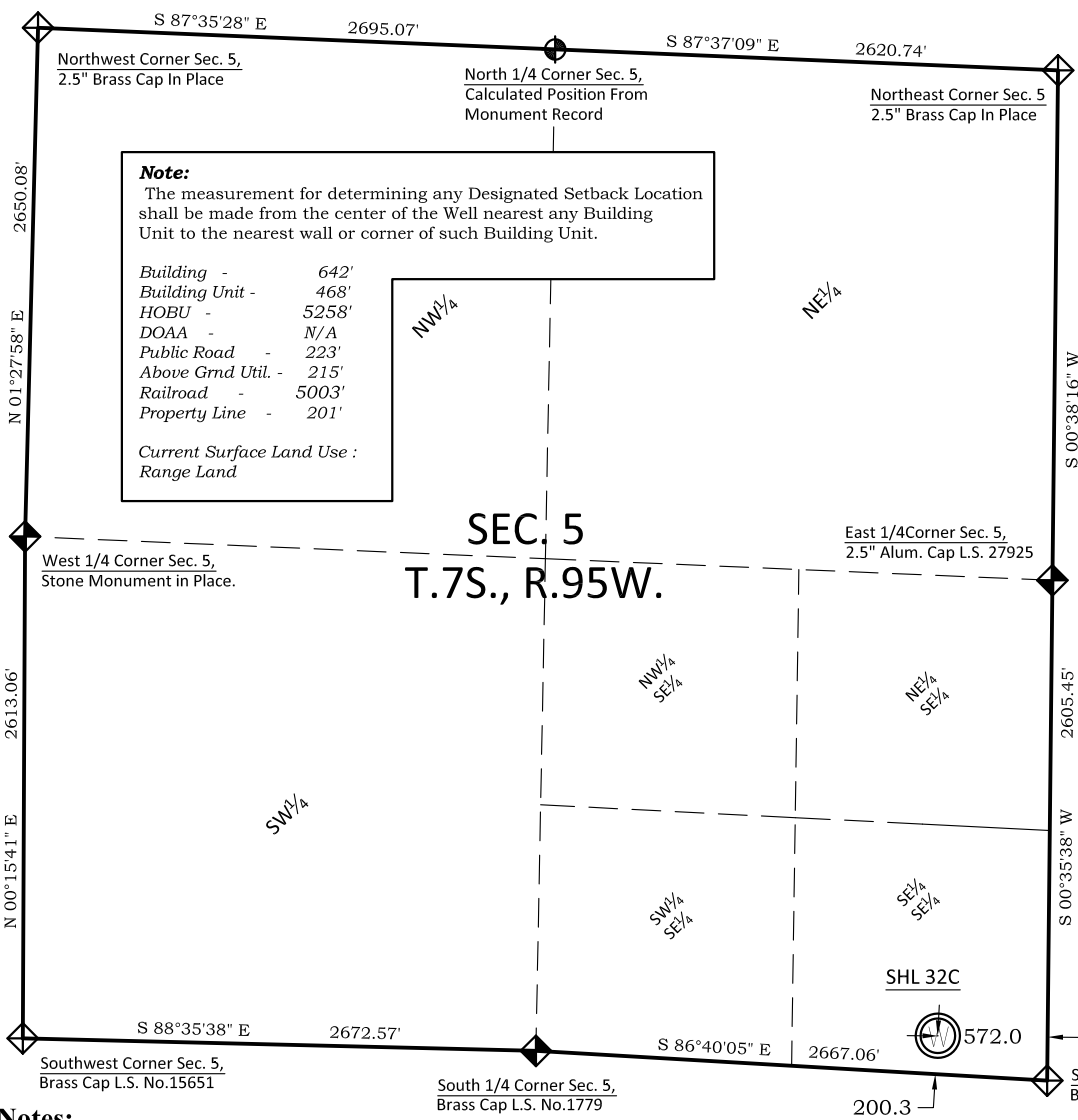 S 87°35'28" E 2695.07'
S 87°37'09" E 2620.74'
Northwest Corner Sec. 5,
2.5" Brass Cap In Place
North 1/4 Corner Sec. 5,
Calculated Position From
Monument Record
Northeast Corner Sec. 5
2.5" Brass Cap In Place
2650.08'
N 01°27'58" E
Note:
The measurement for determining any Designated Setback Location
shall be made from the center of the Well nearest any Building
Unit to the nearest wall or corner of such Building Unit.
Building - 642'
Building Unit - 468'
HOBU - 5258'
DOAA - N/A
Public Road - 223'
Above Grnd Util. - 215'
Railroad - 5003'
Property Line - 201'
Current Surface Land Use :
Range Land
NW¼
NE¼
S 00°38'16" W
SEC. 5
T.7S., R.95W.
West 1/4 Corner Sec. 5,
Stone Monument in Place.
East 1/4Corner Sec. 5,
2.5" Alum. Cap L.S. 27925
2613.06'
N 00°15'41" E
NW¼
SE¼
NE¼
SE¼
2605.45'
S 00°35'38" W
SW¼
SW¼
SE¼
SE¼
SE¼
SHL 32C
W
572.0
S 88°35'38" E 2672.57'
S 86°40'05" E 2667.06'
Southwest Corner Sec. 5,
Brass Cap L.S. No.15651
South 1/4 Corner Sec. 5,
Brass Cap L.S. No.1779
200.3
S
B
Notes: